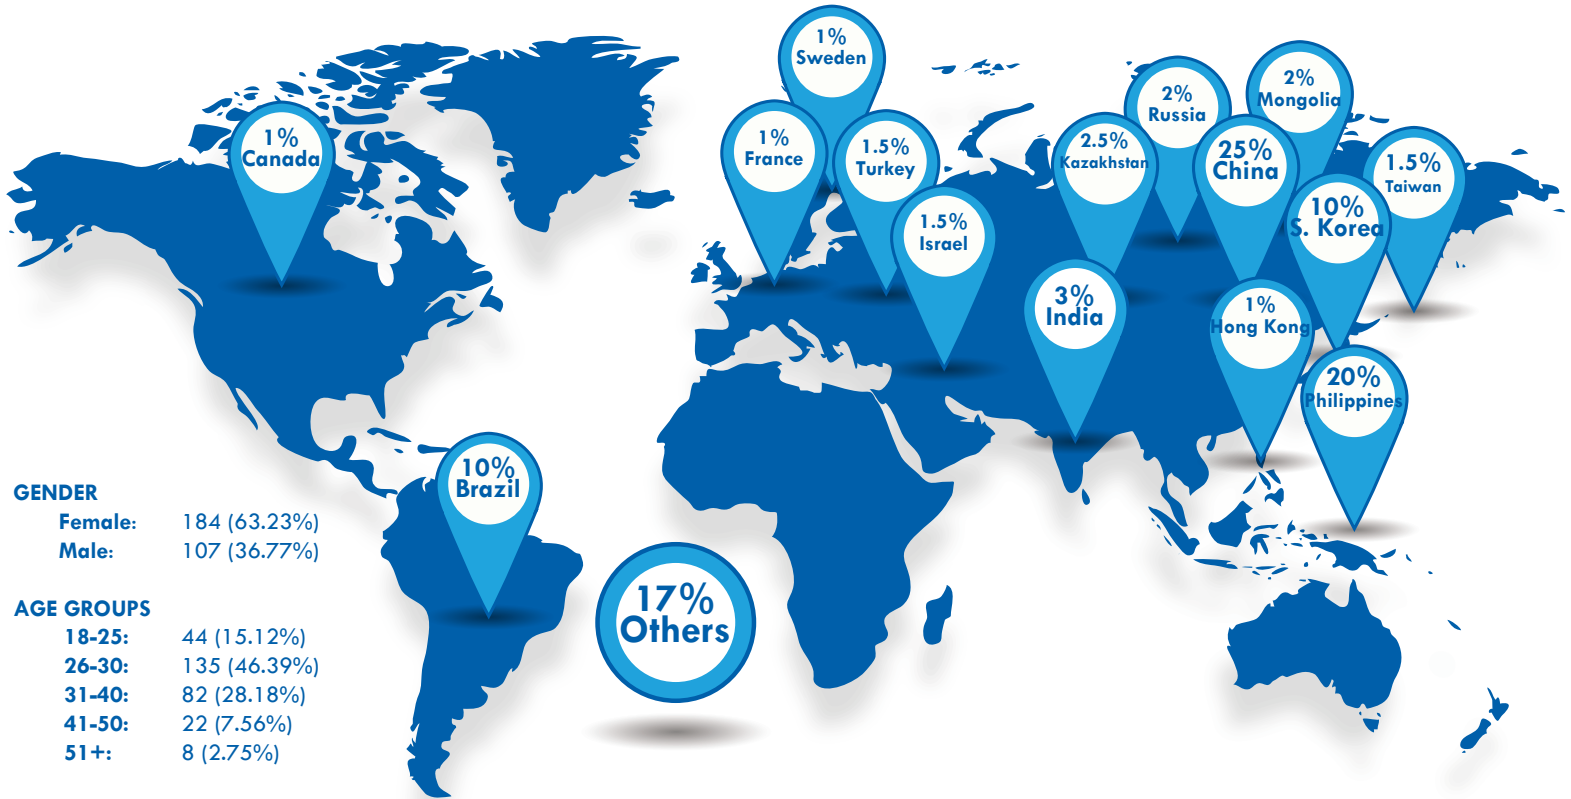 1%
Sweden
2%
Mongolia
2%
Russia
1%
Canada
1%
France
1.5%
Turkey
2.5%
Kazakhstan
25%
China
1.5%
Taiwan
10%
S. Korea
1.5%
Israel
3%
India
1%
Hong Kong
20%
Philippines
10%
Brazil
17%
Others
GENDER
Female: 184 (63.23%)
Male: 107 (36.77%)
AGE GROUPS
18-25: 44 (15.12%)
26-30: 135 (46.39%)
31-40: 82 (28.18%)
41-50: 22 (7.56%)
51+: 8 (2.75%)